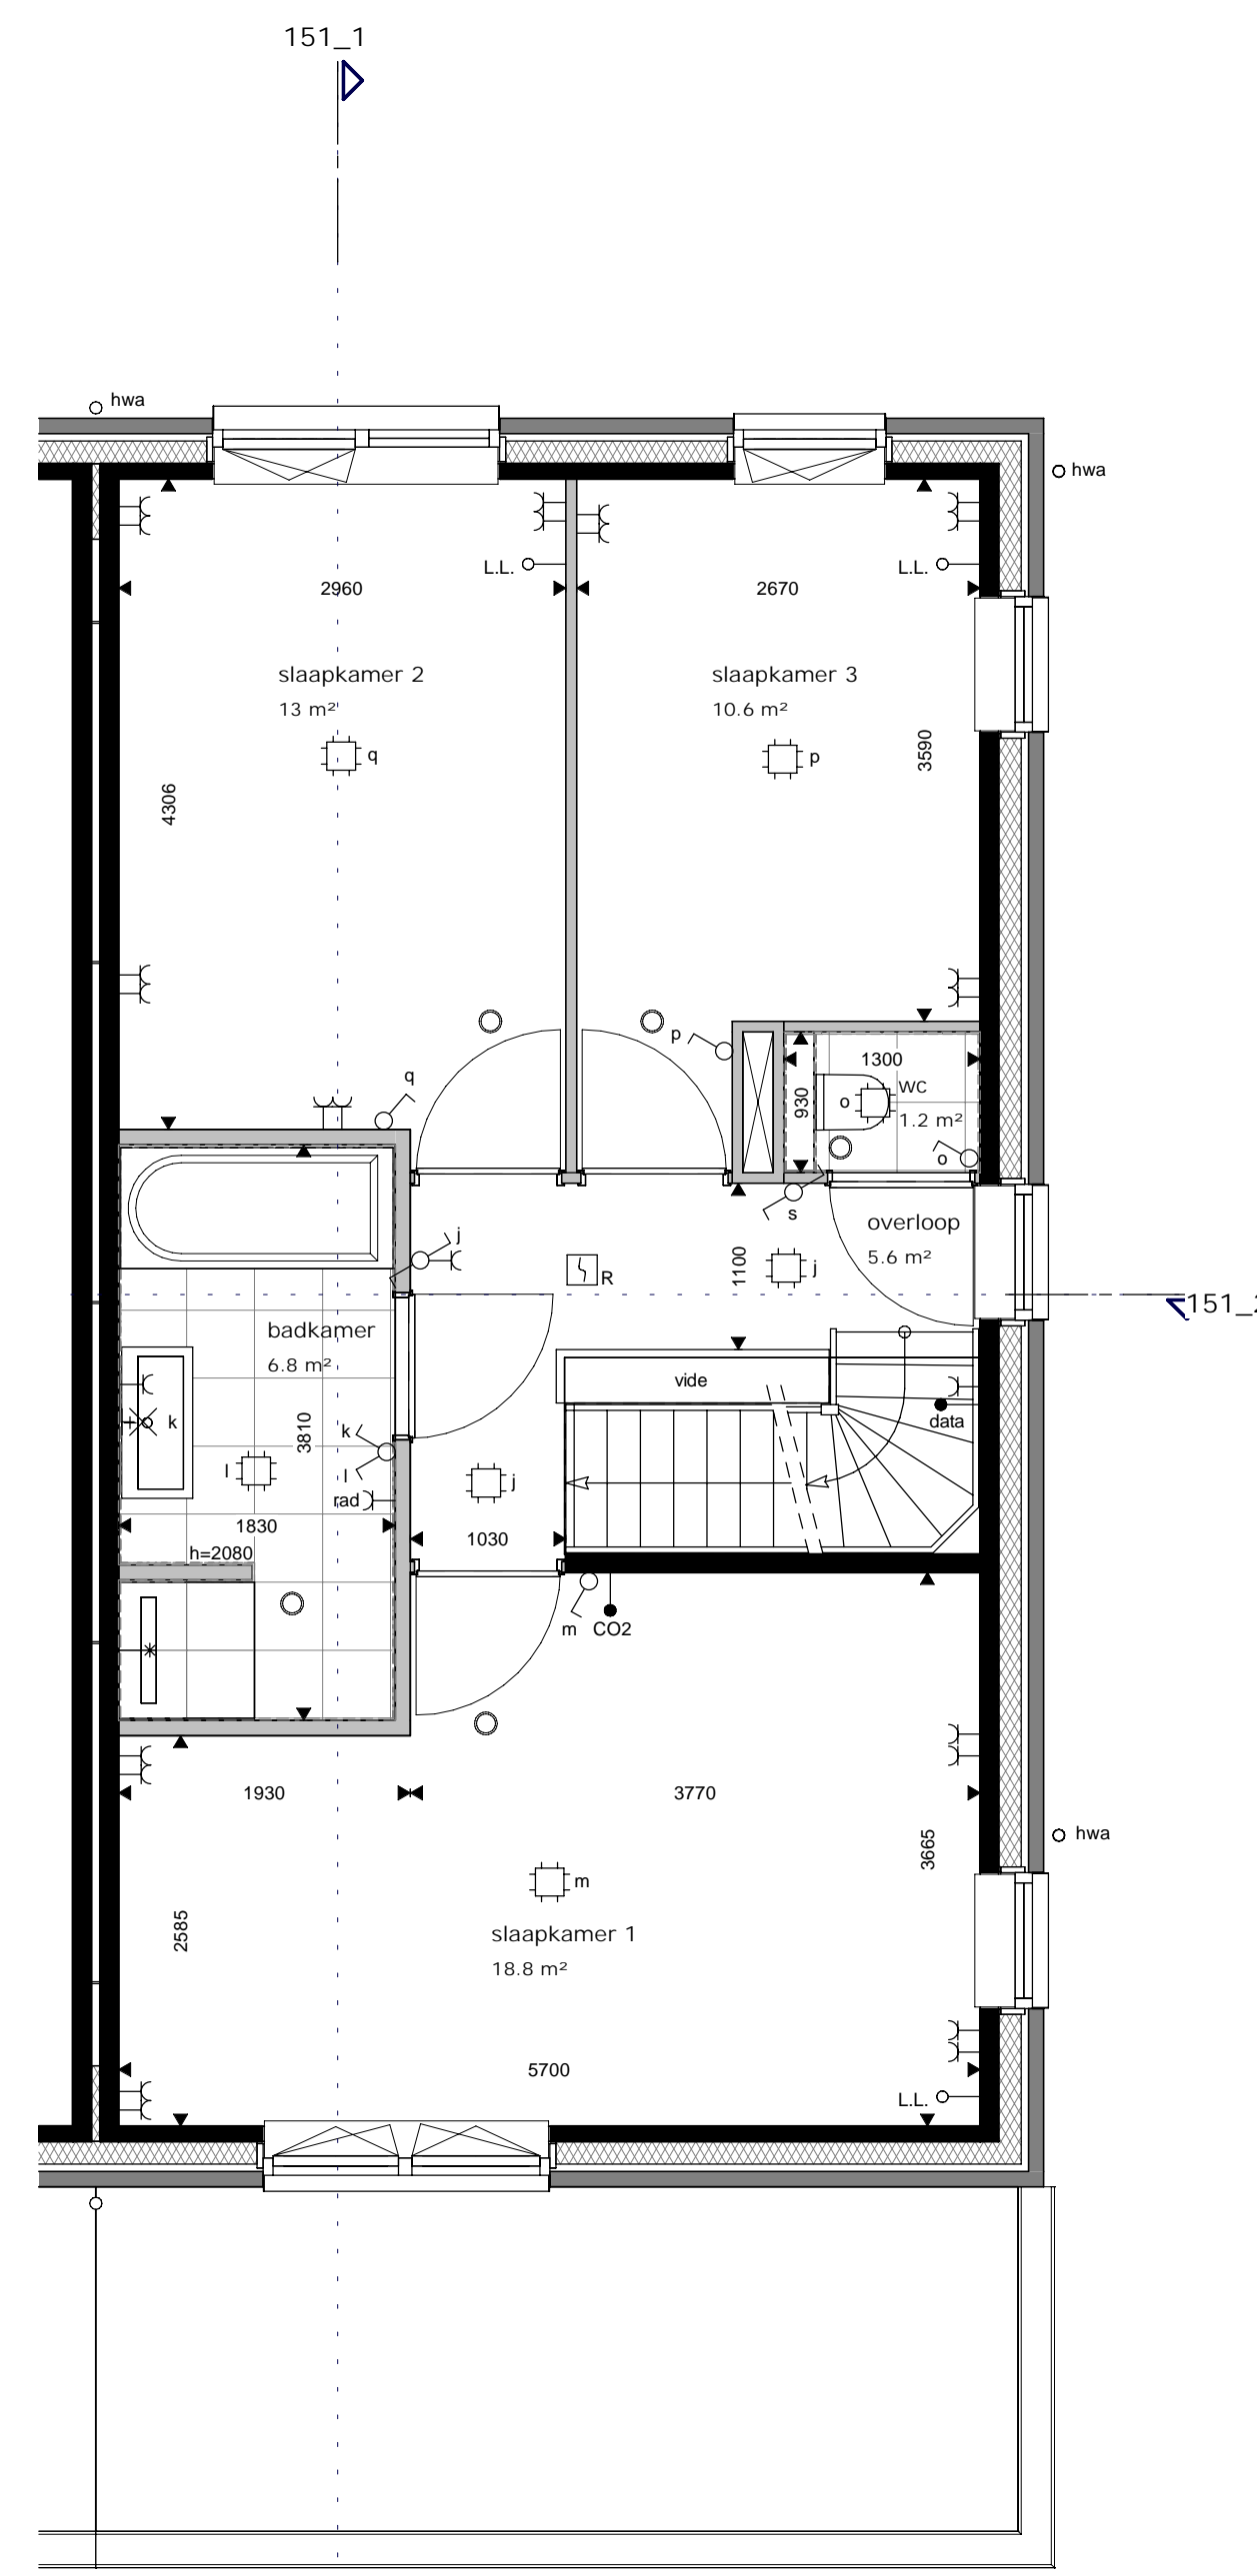 151_1
hwa
hwa
L.L.
L.L.
2960
2670
slaapkamer 2
13 m²
slaapkamer 3
10.6 m²
q
p
3590
4306
p
1300
WC
1.2 m²
930
o
o
q
s
overloop
5.6 m²
j
R
1100
j
151_2
badkamer
6.8 m²
vide
data
k
k
3810
l
l
j
rad
1830
1030
h=2080
m
CO2
1930
3770
hwa
3665
m
2585
slaapkamer 1
18.8 m²
5700
L.L.